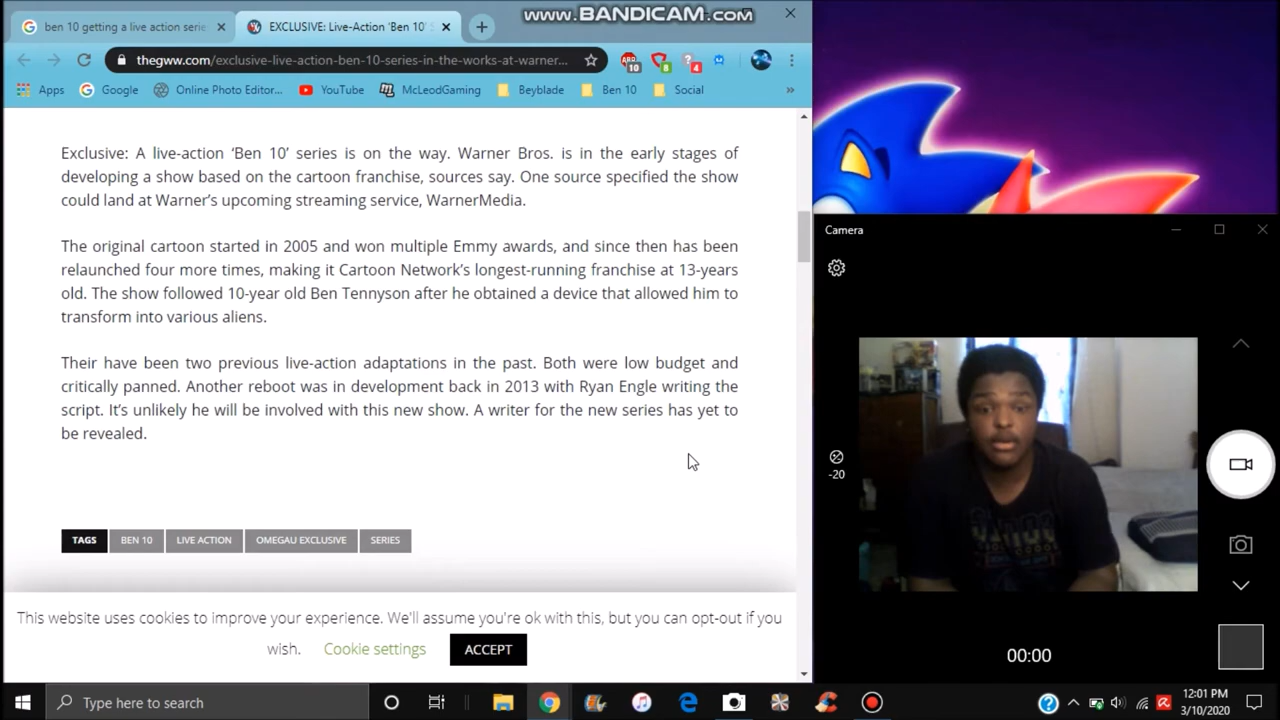 www.BANDICAM.com
ben 10 getting a live action serie
EXCLUSIVE: Live-Action ‘Ben 10’
thegww.com/exclusive-live-action-ben-10-series-in-the-works-at-warner...
10
8
4
Apps
Google
Online Photo Editor...
YouTube
McLeodGaming
Beyblade
Ben 10
Social
»
Exclusive: A live-action ‘Ben 10’ series is on the way. Warner Bros. is in the early stages of
developing a show based on the cartoon franchise, sources say. One source specified the show
could land at Warner’s upcoming streaming service, WarnerMedia.
The original cartoon started in 2005 and won multiple Emmy awards, and since then has been
relaunched four more times, making it Cartoon Network’s longest-running franchise at 13-years
old. The show followed 10-year old Ben Tennyson after he obtained a device that allowed him to
transform into various aliens.
Their have been two previous live-action adaptations in the past. Both were low budget and
critically panned. Another reboot was in development back in 2013 with Ryan Engle writing the
script. It’s unlikely he will be involved with this new show. A writer for the new series has yet to
be revealed.
TAGS
BEN 10
LIVE ACTION
OMEGAU EXCLUSIVE
SERIES
This website uses cookies to improve your experience. We'll assume you're ok with this, but you can opt-out if you
wish.
Cookie settings
ACCEPT
Camera
-20
00:00
Type here to search
12:01 PM
3/10/2020